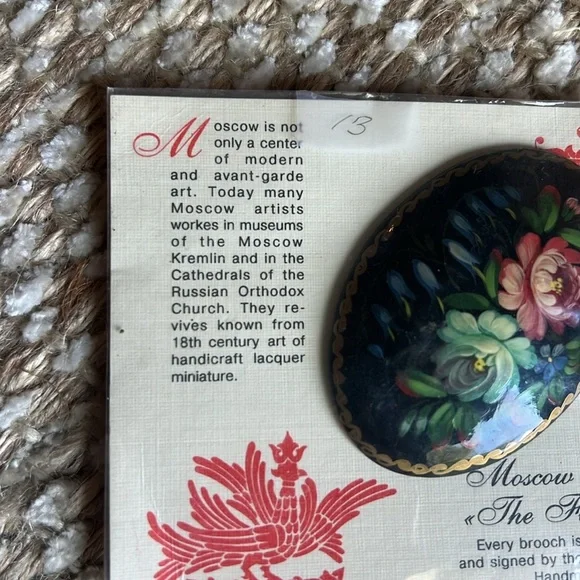 13
Moscow is not
only a center
of modern
and avant-garde
art. Today many
Moscow artists
workes in museums
of the Moscow
Kremlin and in the
Cathedrals of the
Russian Orthodox
Church. They re-
vives known from
18th century art of
handicraft lacquer
miniature.
Moscow
«The
Every brooch is
and signed by